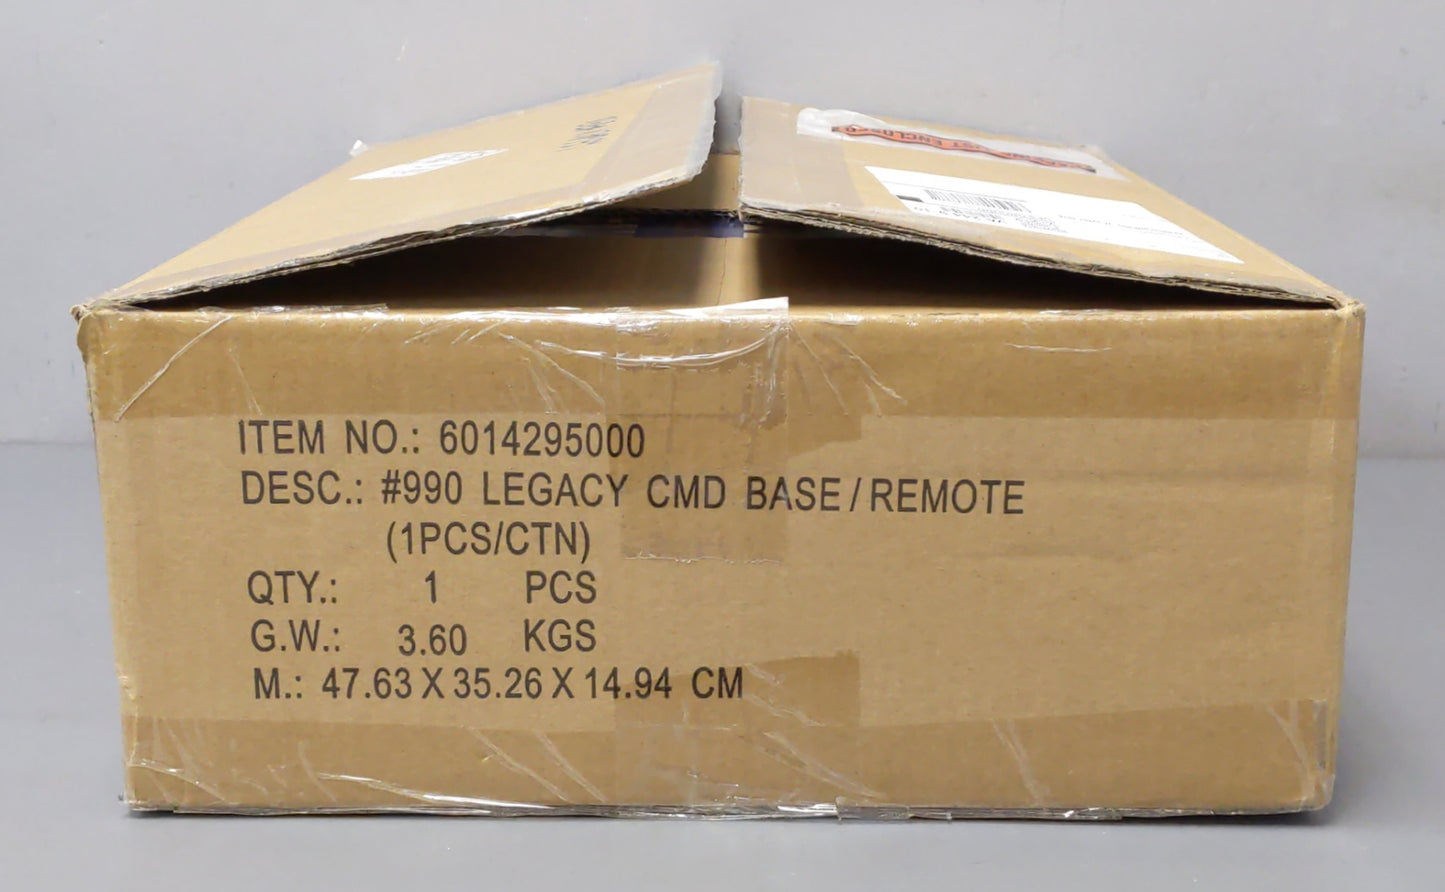 ITEM NO.: 6014295000
DESC.: #990 LEGACY CMD BASE/REMOTE
(1PCS/CTN)
QTY.: 1 PCS
G.W.: 3.60 KGS
M.: 47.63 X 35.26 X 14.94 CM